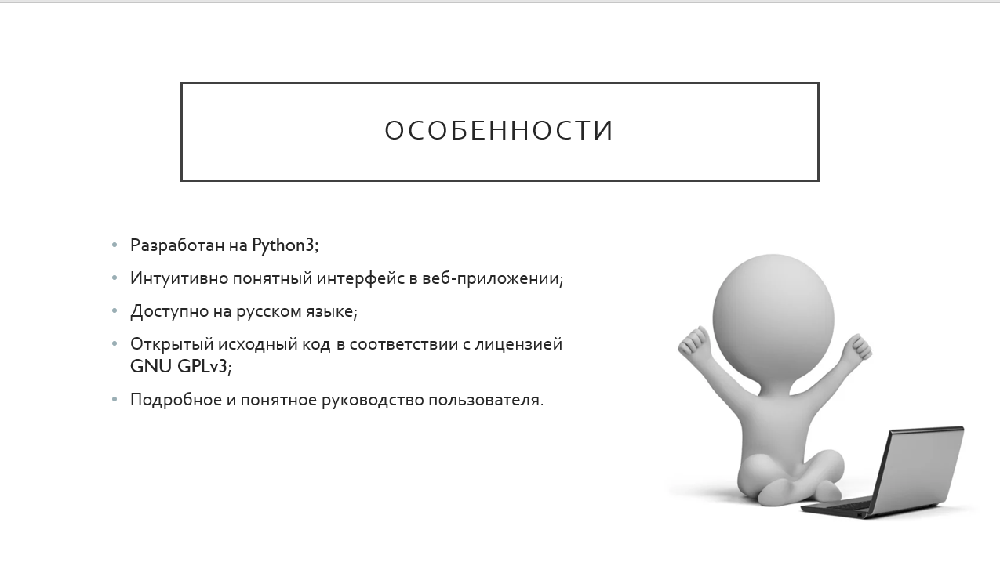 ОСОБЕННОСТИ
• Разработан на Python3;
• Интуитивно понятный интерфейс в веб-приложении;
• Доступно на русском языке;
• Открытый исходный код в соответствии с лицензией
GNU GPLv3;
• Подробное и понятное руководство пользователя.